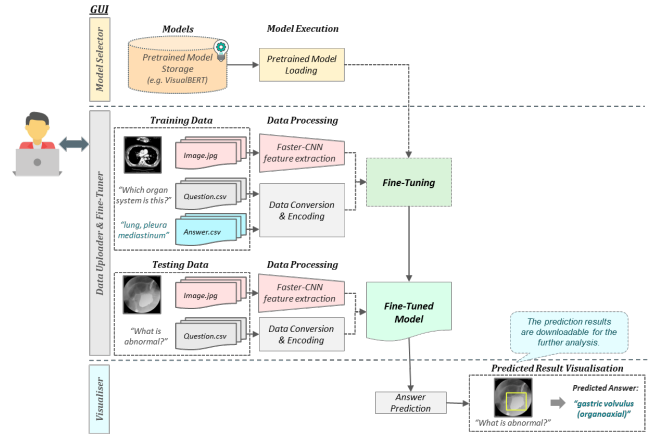 GUI
Model Selector
Models
Model Execution
Pretrained Model
Storage
(e.g. VisualBERT)
Pretrained Model
Loading
Data Uploader & Fine-Tuner
Training Data
Data Processing
Image.jpg
Faster-CNN
feature extraction
"Which organ
system is this?"
Question.csv
Data Conversion
& Encoding
"lung, pleura
mediastinum"
Answer.csv
Fine-Tuning
Testing Data
Data Processing
Image.jpg
Faster-CNN
feature extraction
"What is
abnormal?"
Question.csv
Data Conversion
& Encoding
Fine-Tuned
Model
The prediction results
are downloadable for the
further analysis.
Visualiser
Answer
Prediction
Predicted Result Visualisation
"What is abnormal?"
Predicted Answer:
"gastric volvulus
(organoaxial)"